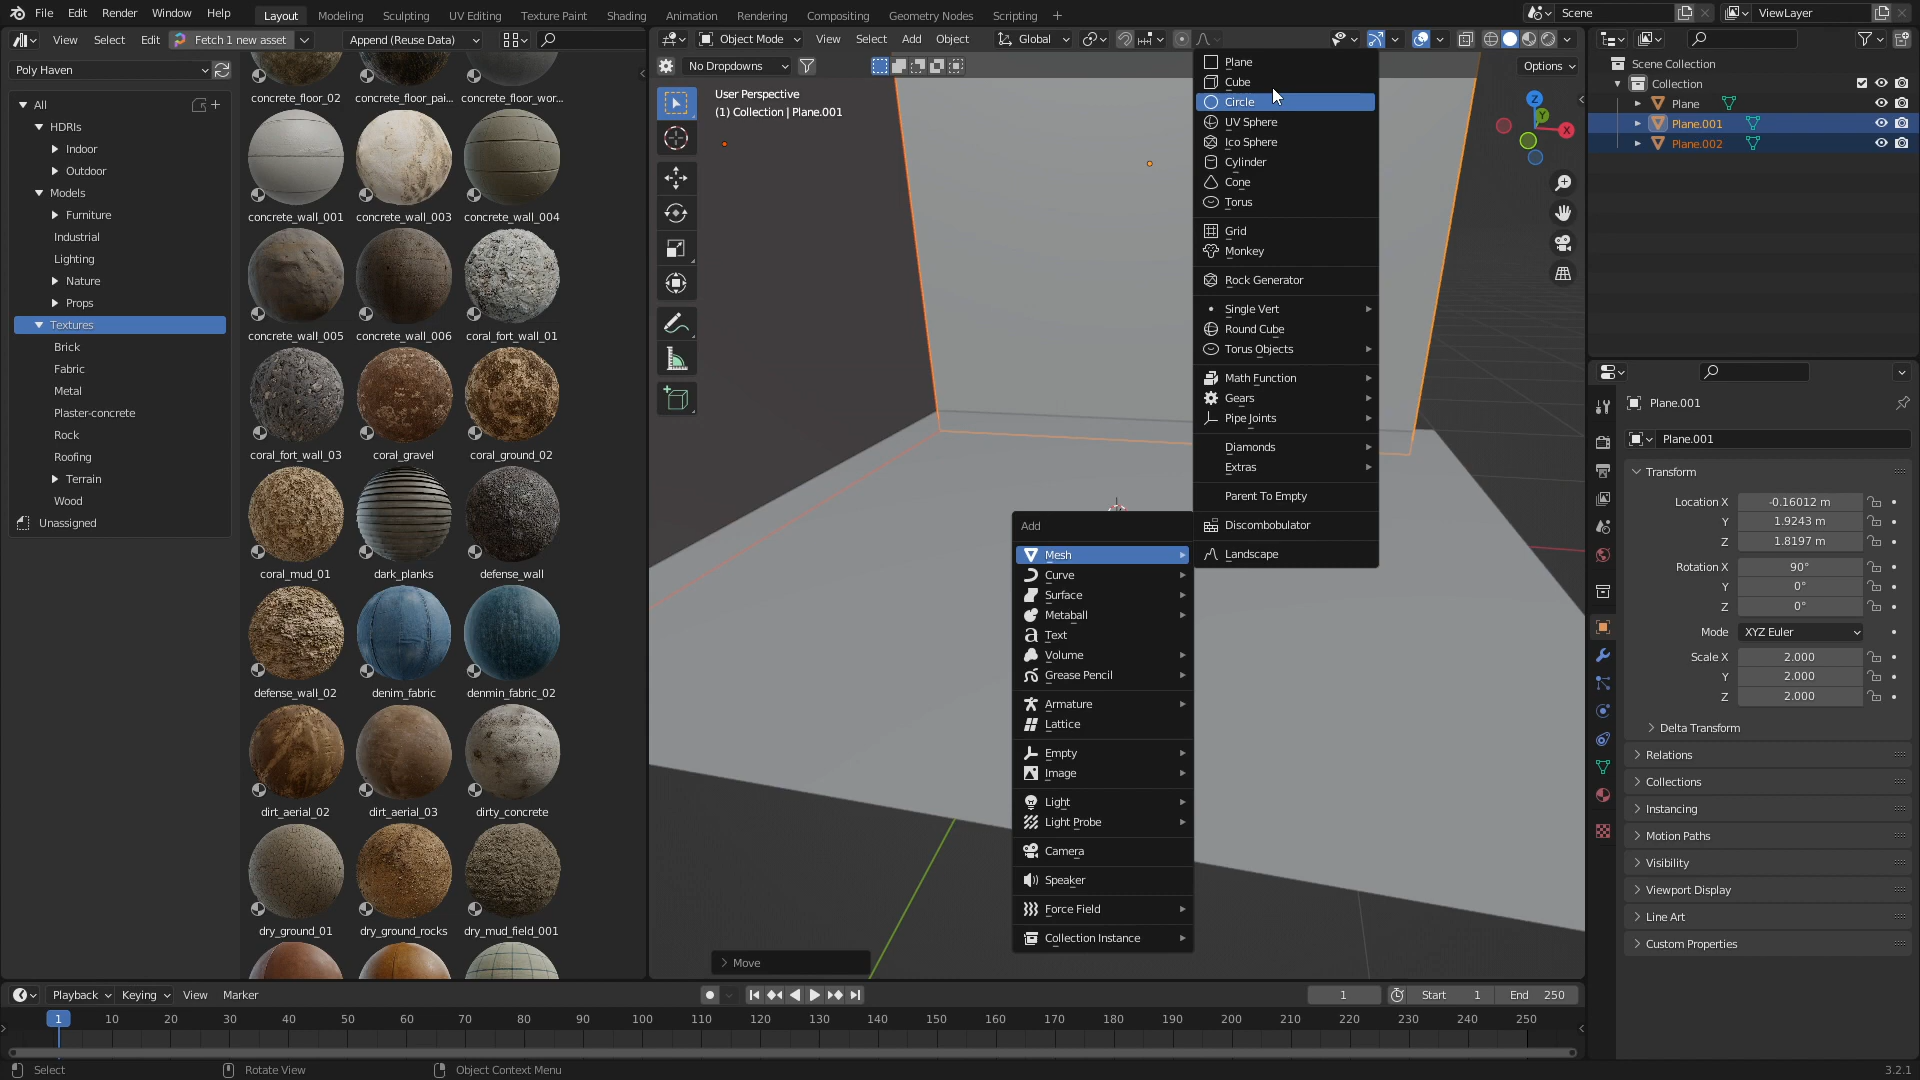 File Edit Render Window Help Layout Modeling Sculpting UV Editing Texture Paint Shading Animation Rendering Compositing Geometry Nodes Scripting + Scene ViewLayer
View Select Edit Fetch 1 new asset Append (Reuse Data)
Object Mode View Select Add Object Global
Poly Haven
No Dropdowns
Options
All
HDRIs
Indoor
Outdoor
Models
Furniture
Industrial
Lighting
Nature
Props
Textures
Brick
Fabric
Metal
Plaster-concrete
Rock
Roofing
Terrain
Wood
Unassigned
concrete_floor_02 concrete_floor_pai... concrete_floor_wor...
concrete_wall_001 concrete_wall_003 concrete_wall_004
concrete_wall_005 concrete_wall_006 coral_fort_wall_01
coral_fort_wall_03 coral_gravel coral_ground_02
coral_mud_01 dark_planks defense_wall
defense_wall_02 denim_fabric denmin_fabric_02
dirt_aerial_02 dirt_aerial_03 dirty_concrete
dry_ground_01 dry_ground_rocks dry_mud_field_001
User Perspective
(1) Collection | Plane.001
Plane
Cube
Circle
UV Sphere
Ico Sphere
Cylinder
Cone
Torus
Grid
Monkey
Rock Generator
Single Vert
Round Cube
Torus Objects
Math Function
Gears
Pipe Joints
Diamonds
Extras
Parent To Empty
Discombobulator
Landscape
Add
Mesh
Curve
Surface
Metaball
Text
Volume
Grease Pencil
Armature
Lattice
Empty
Image
Light
Light Probe
Camera
Speaker
Force Field
Collection Instance
Move
Z
Y
X
Scene Collection
Collection
Plane
Plane.001
Plane.002
Plane.001
Plane.001
Transform
Location X -0.16012 m
Y 1.9243 m
Z 1.8197 m
Rotation X 90°
Y 0°
Z 0°
Mode XYZ Euler
Scale X 2.000
Y 2.000
Z 2.000
Delta Transform
Relations
Collections
Instancing
Motion Paths
Visibility
Viewport Display
Line Art
Custom Properties
Playback Keying View Marker 1 Start 1 End 250
1 10 20 30 40 50 60 70 80 90 100 110 120 130 140 150 160 170 180 190 200 210 220 230 240 250
Select Rotate View Object Context Menu 3.2.1